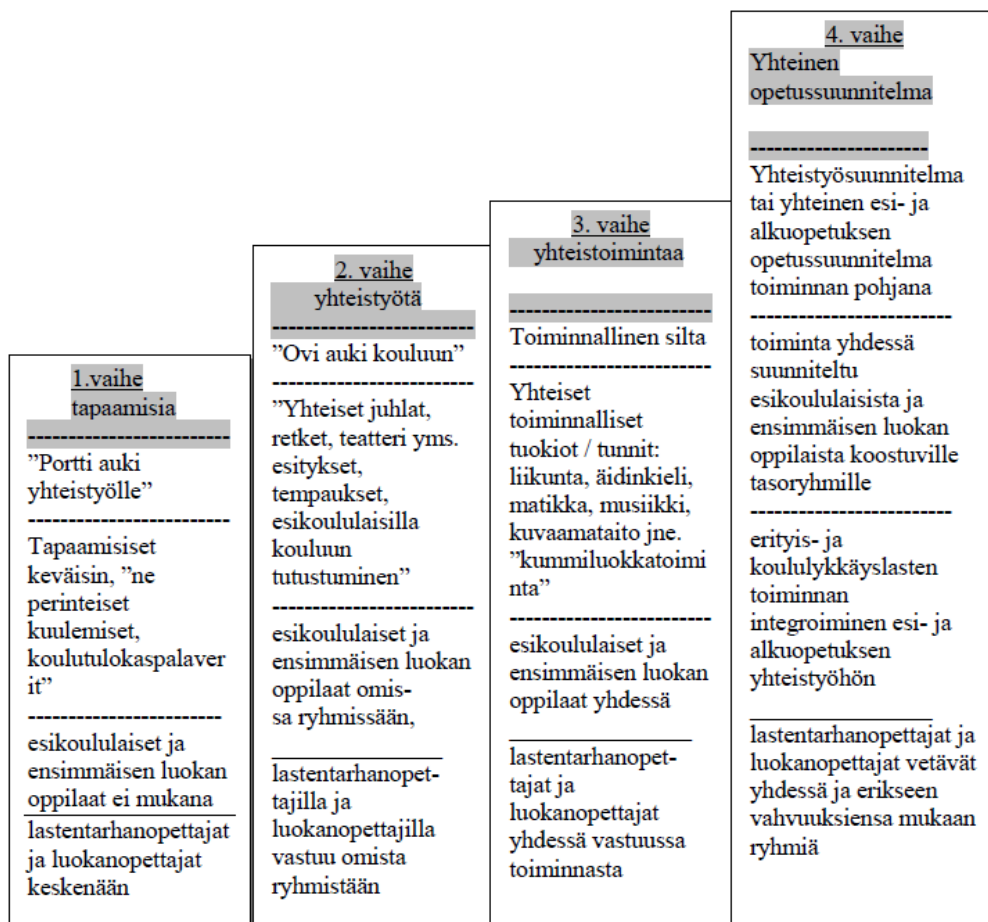 1.vaihe
tapaamisia
-------------------------
”Portti auki
yhteistyölle”
-------------------------
Tapaamisiset
keväisin, ”ne
perinteiset
kuulemiset,
koulutulokaspalaver
it”
------------------------
esikoululaiset ja
ensimmäisen luokan
oppilaat ei mukana
lastentarhanopettajat
ja luokanopettajat
keskenään
2. vaihe
yhteistyötä
-------------------------
”Ovi auki kouluun”
-------------------------
”Yhteiset juhlat,
retket, teatteri yms.
esitykset,
tempaukset,
esikoululaisilla
kouluun
tutustuminen”
-------------------------
esikoululaiset ja
ensimmäisen luokan
oppilaat omis-
sa ryhmissään,
lastentarhanopet-
tajilla ja
luokanopettajilla
vastuu omista
ryhmistään
3. vaihe
yhteistoimintaa
-------------------------
Toiminnallinen silta
-------------------------
Yhteiset
toiminnalliset
tuokiot / tunnit:
liikunta, äidinkieli,
matikka, musiikki,
kuvaamataito jne.
”kummiluokkatoimi
nta”
-------------------------
esikoululaiset ja
ensimmäisen luokan
oppilaat yhdessä
lastentarhanopet-
tajat ja
luokanopettajat
yhdessä vastuussa
toiminnasta
4. vaihe
Yhteinen
opetussuunnitelma
----------------------
Yhteistyösuunnitelma
tai yhteinen esi- ja
alkuopetuksen
opetussuunnitelma
toiminnan pohjana
-------------------------
toiminta yhdessä
suunniteltu
esikoululaisista ja
ensimmäisen luokan
oppilaista koostuville
tasoryhmille
-------------------------
erityis- ja
koululykkäyslasten
toiminnan
integroiminen esi- ja
alkuopetuksen
yhteistyöhön
lastentarhanopettajat ja
luokanopettajat vetävät
yhdessä ja erikseen
vahvuuksiensa mukaan
ryhmiä